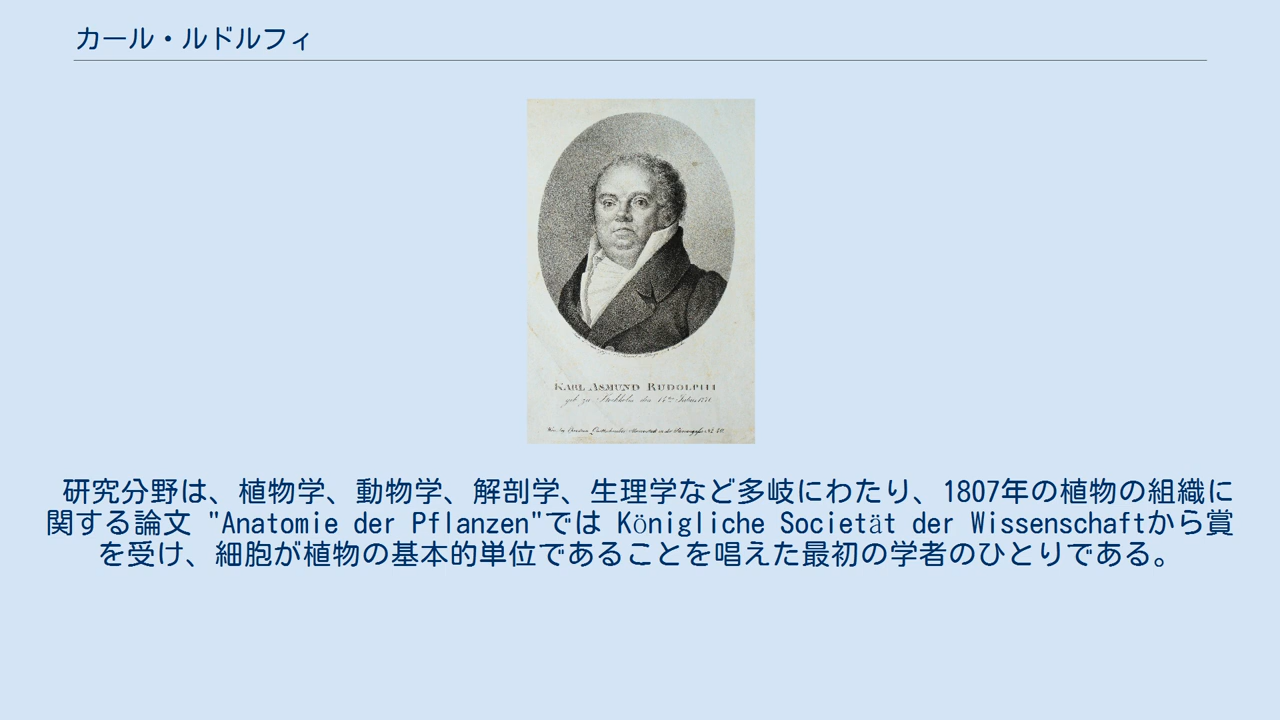 カール・ルドルフィ
KARL ASMUND RUDOLPHI
研究分野は、植物学、動物学、解剖学、生理学など多岐にわたり、1807年の植物の組織に
関する論文 "Anatomie der Pflanzen"では Königliche Societät der Wissenschaftから賞
を受け、細胞が植物の基本的単位であることを唱えた最初の学者のひとりである。